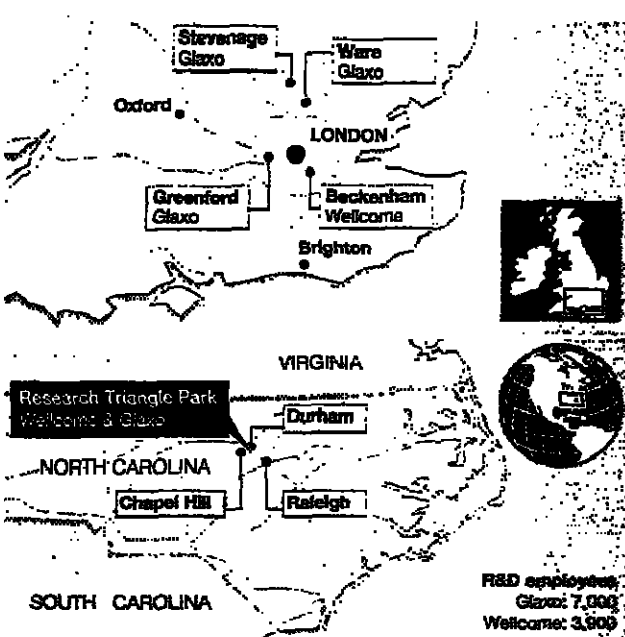 Stevenage
Glaxo
Ware
Glaxo
Oxford
LONDON
Greenford
Glaxo
Beckenham
Wellcome
Brighton
VIRGINIA
Research Triangle Park
Wellcome & Glaxo
Durham
NORTH CAROLINA
Chapel Hill
Raleigh
SOUTH CAROLINA
R&D employees
Glaxo: 7,000
Wellcome: 3,900